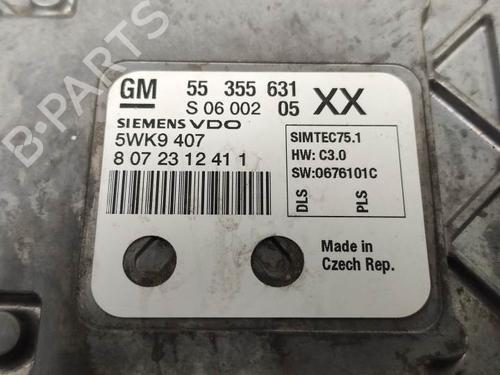 B-PARTS
GM 55 355 631 XX
S 06 002 05
SIEMENS VDO
5WK9 407
8 07 23 12 41 1
SIMTEC75.1
HW: C3.0
SW:0676101C
DLS
PLS
Made in
Czech Rep.